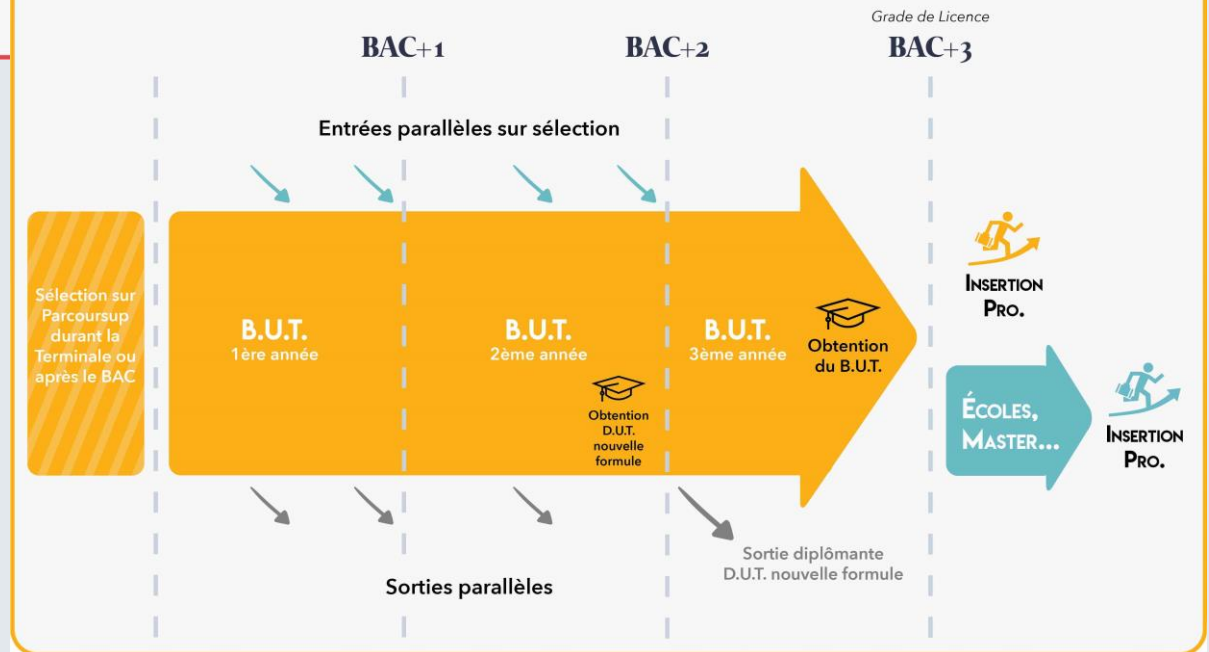 Grade de Licence
BAC+1
BAC+2
BAC+3
Entrées parallèles sur sélection
Sélection sur
Parcoursup
durant la
Terminale ou
après le BAC
B.U.T.
1ère année
B.U.T.
2ème année
Obtention
D.U.T.
nouvelle
formule
B.U.T.
3ème année
Obtention
du B.U.T.
INSERTION
PRO.
ÉCOLES,
MASTER...
INSERTION
PRO.
Sortie diplômante
D.U.T. nouvelle formule
Sorties parallèles